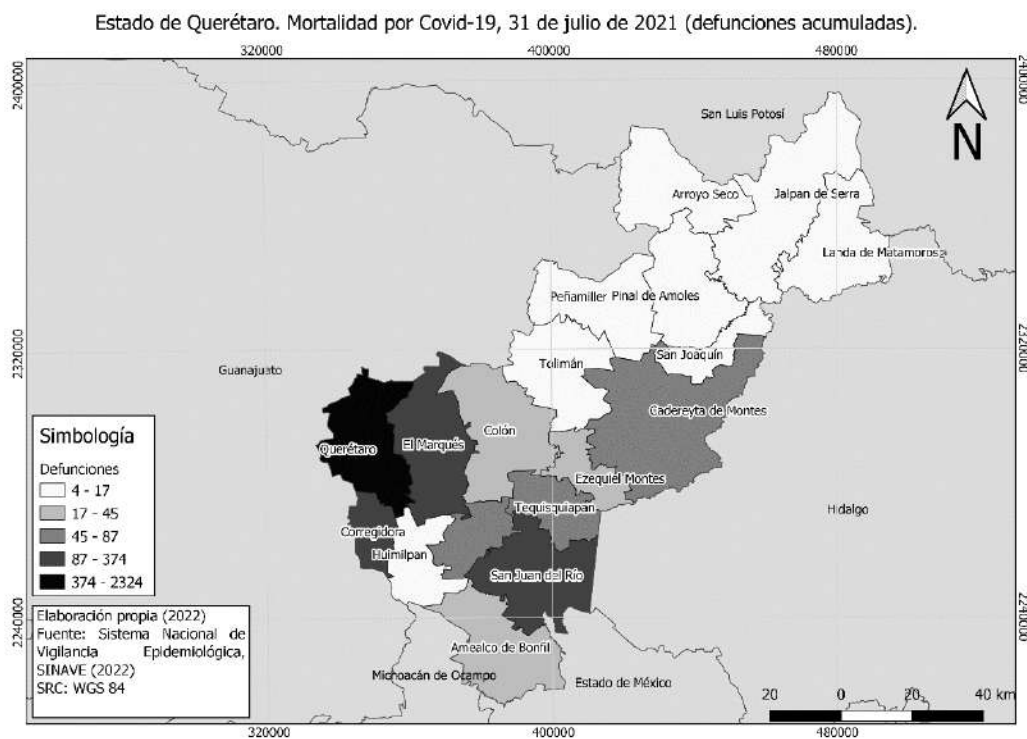 Estado de Querétaro. Mortalidad por Covid-19, 31 de julio de 2021 (defunciones acumuladas).
320000 400000 480000
2400000 2400000
San Luis Potosí
N
Arroyo Seco Jalpan de Serra
Landa de Matamoros
Peñamiller Pinal de Amoles
2320000 2320000
Tolimán San Joaquín
Guanajuato
Cadereyta de Montes
Querétaro El Marqués Colón
Ezequiel Montes
Tequisquiapan
Hidalgo
Corregidora
Huimilpan
San Juan del Río
2240000 2240000
Amealco de Bonfil
Michoacán de Ocampo Estado de México
Simbología
Defunciones
4 - 17
17 - 45
45 - 87
87 - 374
374 - 2324
Elaboración propia (2022)
Fuente: Sistema Nacional de
Vigilancia Epidemiológica,
SINAVE (2022)
SRC: WGS 84
20 0 20 40 km
320000 400000 480000